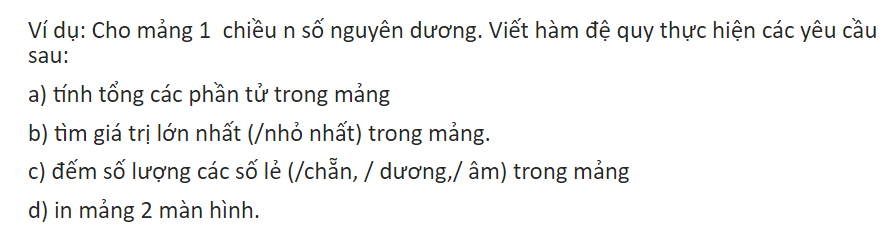 Ví dụ: Cho mảng 1 chiều n số nguyên dương. Viết hàm đệ quy thực hiện các yêu cầu
sau:
a) tính tổng các phần tử trong mảng
b) tìm giá trị lớn nhất (/nhỏ nhất) trong mảng.
c) đếm số lượng các số lẻ (/chẵn, / dương,/ âm) trong mảng
d) in mảng 2 màn hình.